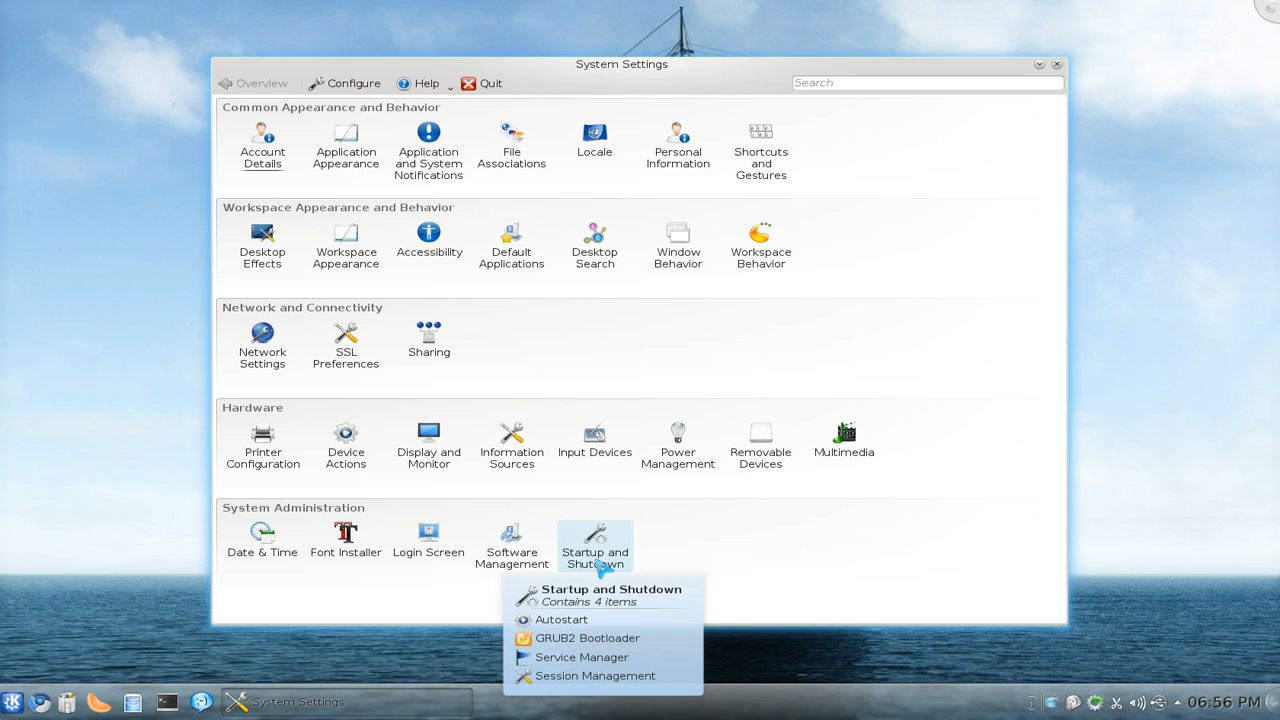 System Settings
Overview
Configure
Help
Quit
Search
Common Appearance and Behavior
Account
Details
Application
Appearance
Application
and System
Notifications
File
Associations
Locale
Personal
Information
Shortcuts
and
Gestures
Workspace Appearance and Behavior
Desktop
Effects
Workspace
Appearance
Accessibility
Default
Applications
Desktop
Search
Window
Behavior
Workspace
Behavior
Network and Connectivity
Network
Settings
SSL
Preferences
Sharing
Hardware
Printer
Configuration
Device
Actions
Display and
Monitor
Information
Sources
Input Devices
Power
Management
Removable
Devices
Multimedia
System Administration
Date & Time
Font Installer
Login Screen
Software
Management
Startup and
Shutdown
Startup and Shutdown
Contains 4 items
Autostart
GRUB2 Bootloader
Service Manager
Session Management
System Settings
06:56 PM